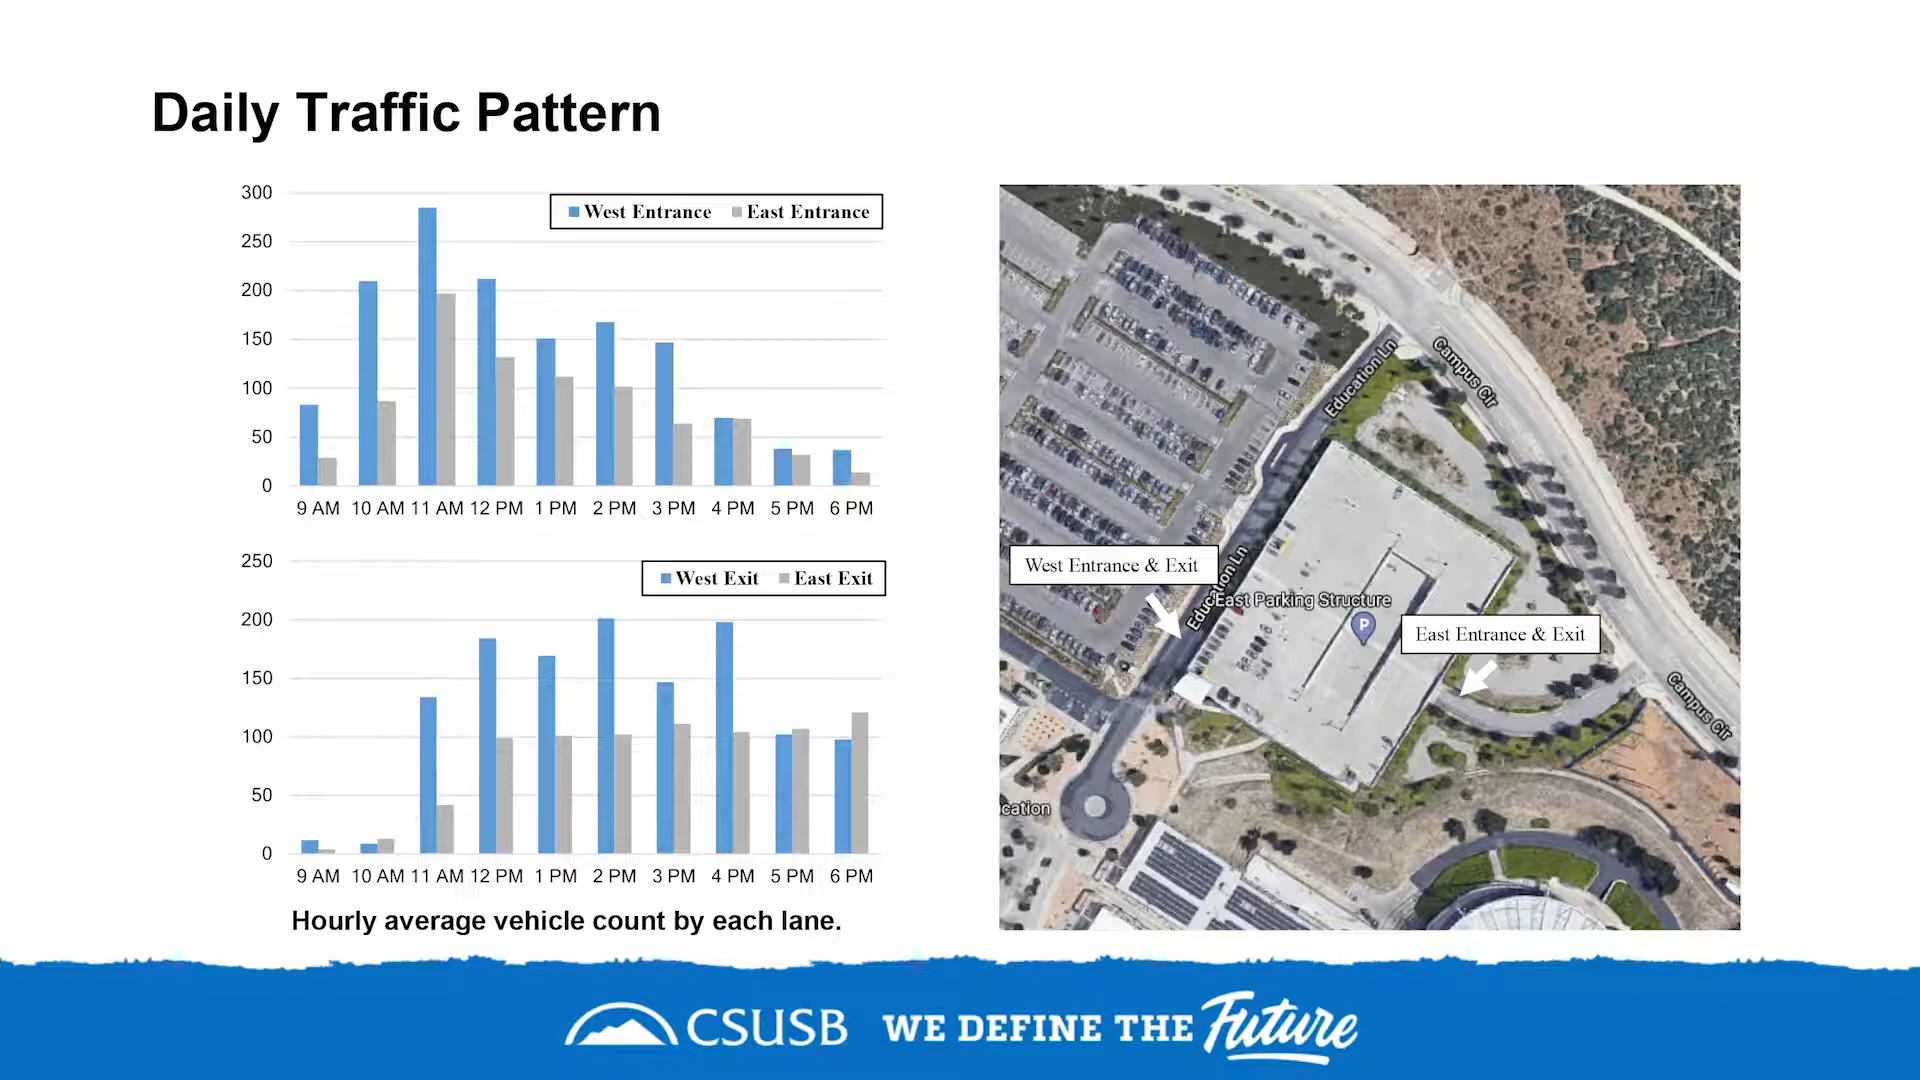 Daily Traffic Pattern
300
250
200
150
100
50
0
West Entrance East Entrance
9 AM 10 AM 11 AM 12 PM 1 PM 2 PM 3 PM 4 PM 5 PM 6 PM
250
200
150
100
50
0
West Exit East Exit
9 AM 10 AM 11 AM 12 PM 1 PM 2 PM 3 PM 4 PM 5 PM 6 PM
Hourly average vehicle count by each lane.
Education Ln
Campus Cir
West Entrance & Exit
Education Ln
East Parking Structure
P
East Entrance & Exit
Campus Cir
cation
CSUSB WE DEFINE THE Future